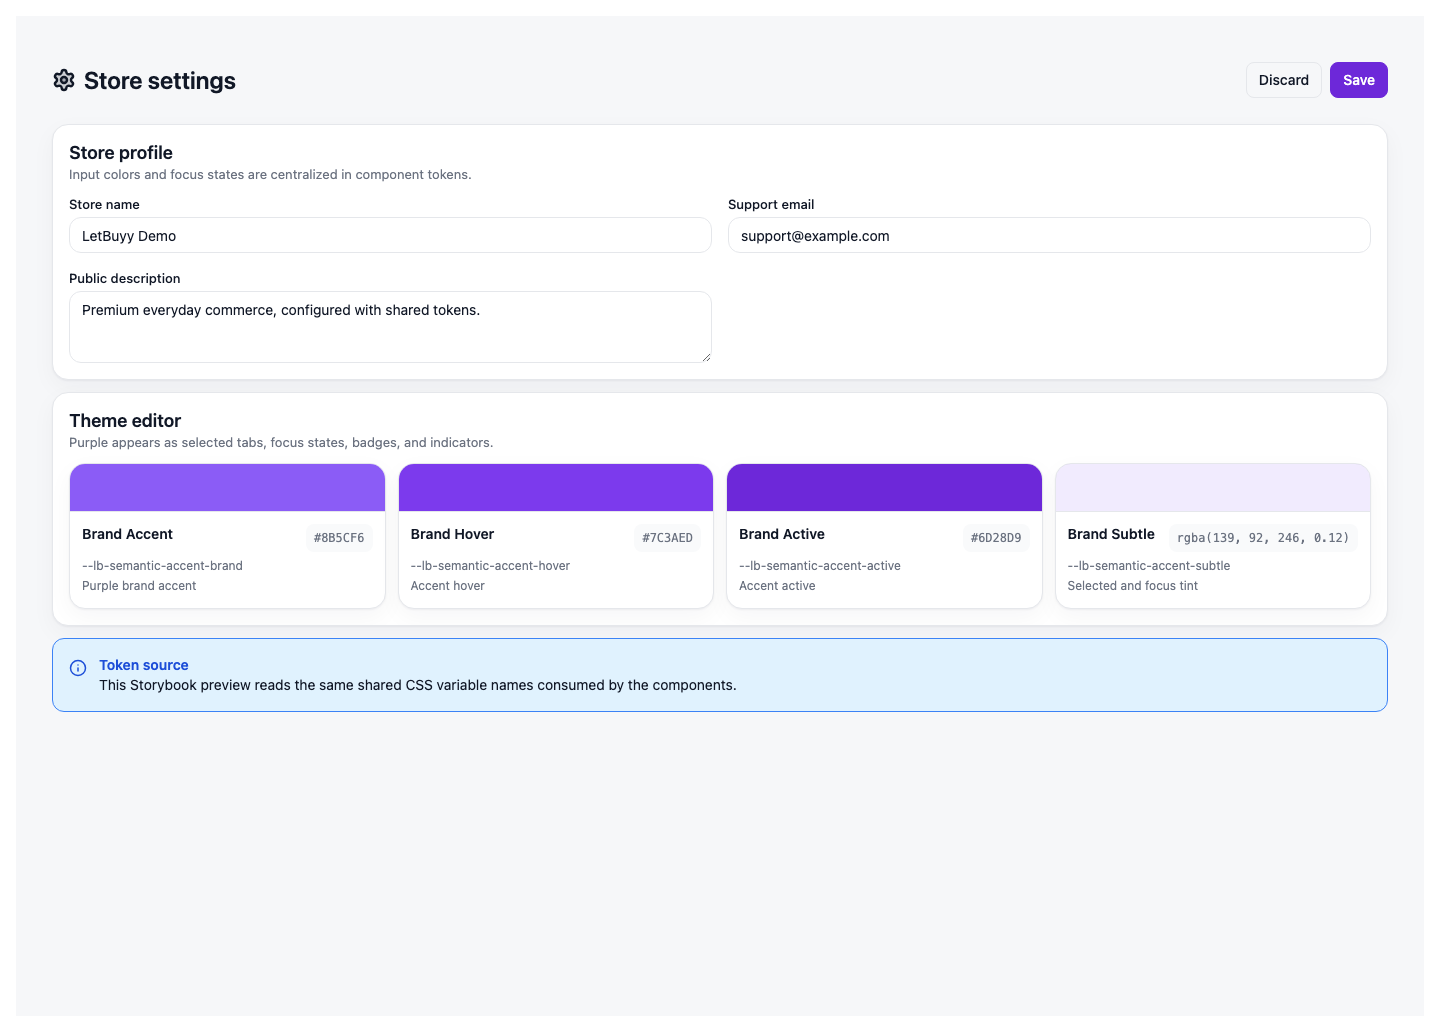 Store settings
Discard
Save
Store profile
Input colors and focus states are centralized in component tokens.
Store name
Support email
LetBuyy Demo
support@example.com
Public description
Premium everyday commerce, configured with shared tokens.
Theme editor
Purple appears as selected tabs, focus states, badges, and indicators.
Brand Accent
#8B5CF6
--lb-semantic-accent-brand
Purple brand accent
Brand Hover
#7C3AED
--lb-semantic-accent-hover
Accent hover
Brand Active
#6D28D9
--lb-semantic-accent-active
Accent active
Brand Subtle
rgba(139, 92, 246, 0.12)
--lb-semantic-accent-subtle
Selected and focus tint
Token source
This Storybook preview reads the same shared CSS variable names consumed by the components.